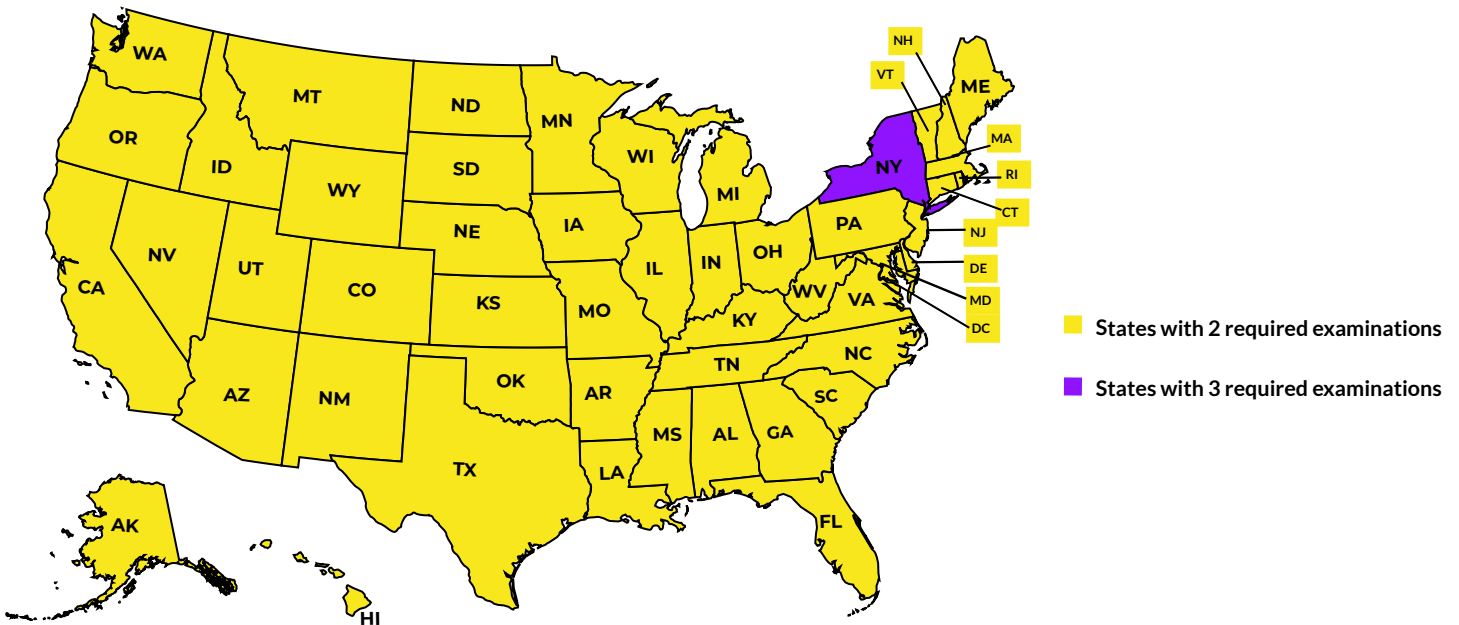 WA
NH
VT
ME
MT
ND
MN
OR
MA
WI
ID
SD
NY
RI
WY
MI
CT
IA
PA
NE
NJ
NV
OH
IL
IN
UT
DE
CA
CO
WV
VA
MD
KS
MO
KY
DC
States with 2 required examinations
NC
TN
OK
States with 3 required examinations
AZ
NM
AR
SC
MS
AL
GA
TX
LA
AK
FL
HI